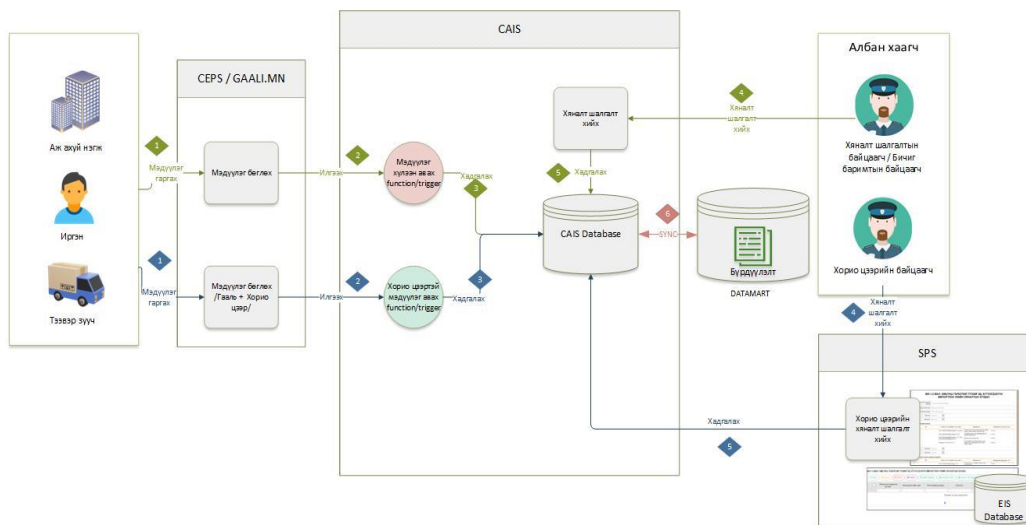 CAIS
CEPS / GAALI.MN
Албан хаагч
Аж ахуй нэгж
Иргэн
Тээвэр зууч
1
Мэдүүлэг
гаргах
1
Мэдүүлэг
гаргах
Мэдүүлэг бөглөх
Мэдүүлэг бөглөх
/Гааль + Хорио
цээр/
2
Илгээх
2
Илгээх
Мэдүүлэг
хүлээн авах
function/trigger
Хорио цээртэй
мэдүүлэг авах
function/trigger
Хадгалах
3
3
Хадгалах
Хяналт шалгалт
хийх
5
Хадгалах
CAIS Database
6
SYNC
Бүрдүүлэлт
DATAMART
4
Хяналт
шалгалт
хийх
Хяналт шалгалтын
байцаагч / Бичиг
баримтын байцаагч
Хорио цээрийн байцаагч
4
Хяналт
шалгалт
хийх
SPS
Хорио цээрийн
хяналт шалгалт
хийх
Хадгалах
5
EIS
Database